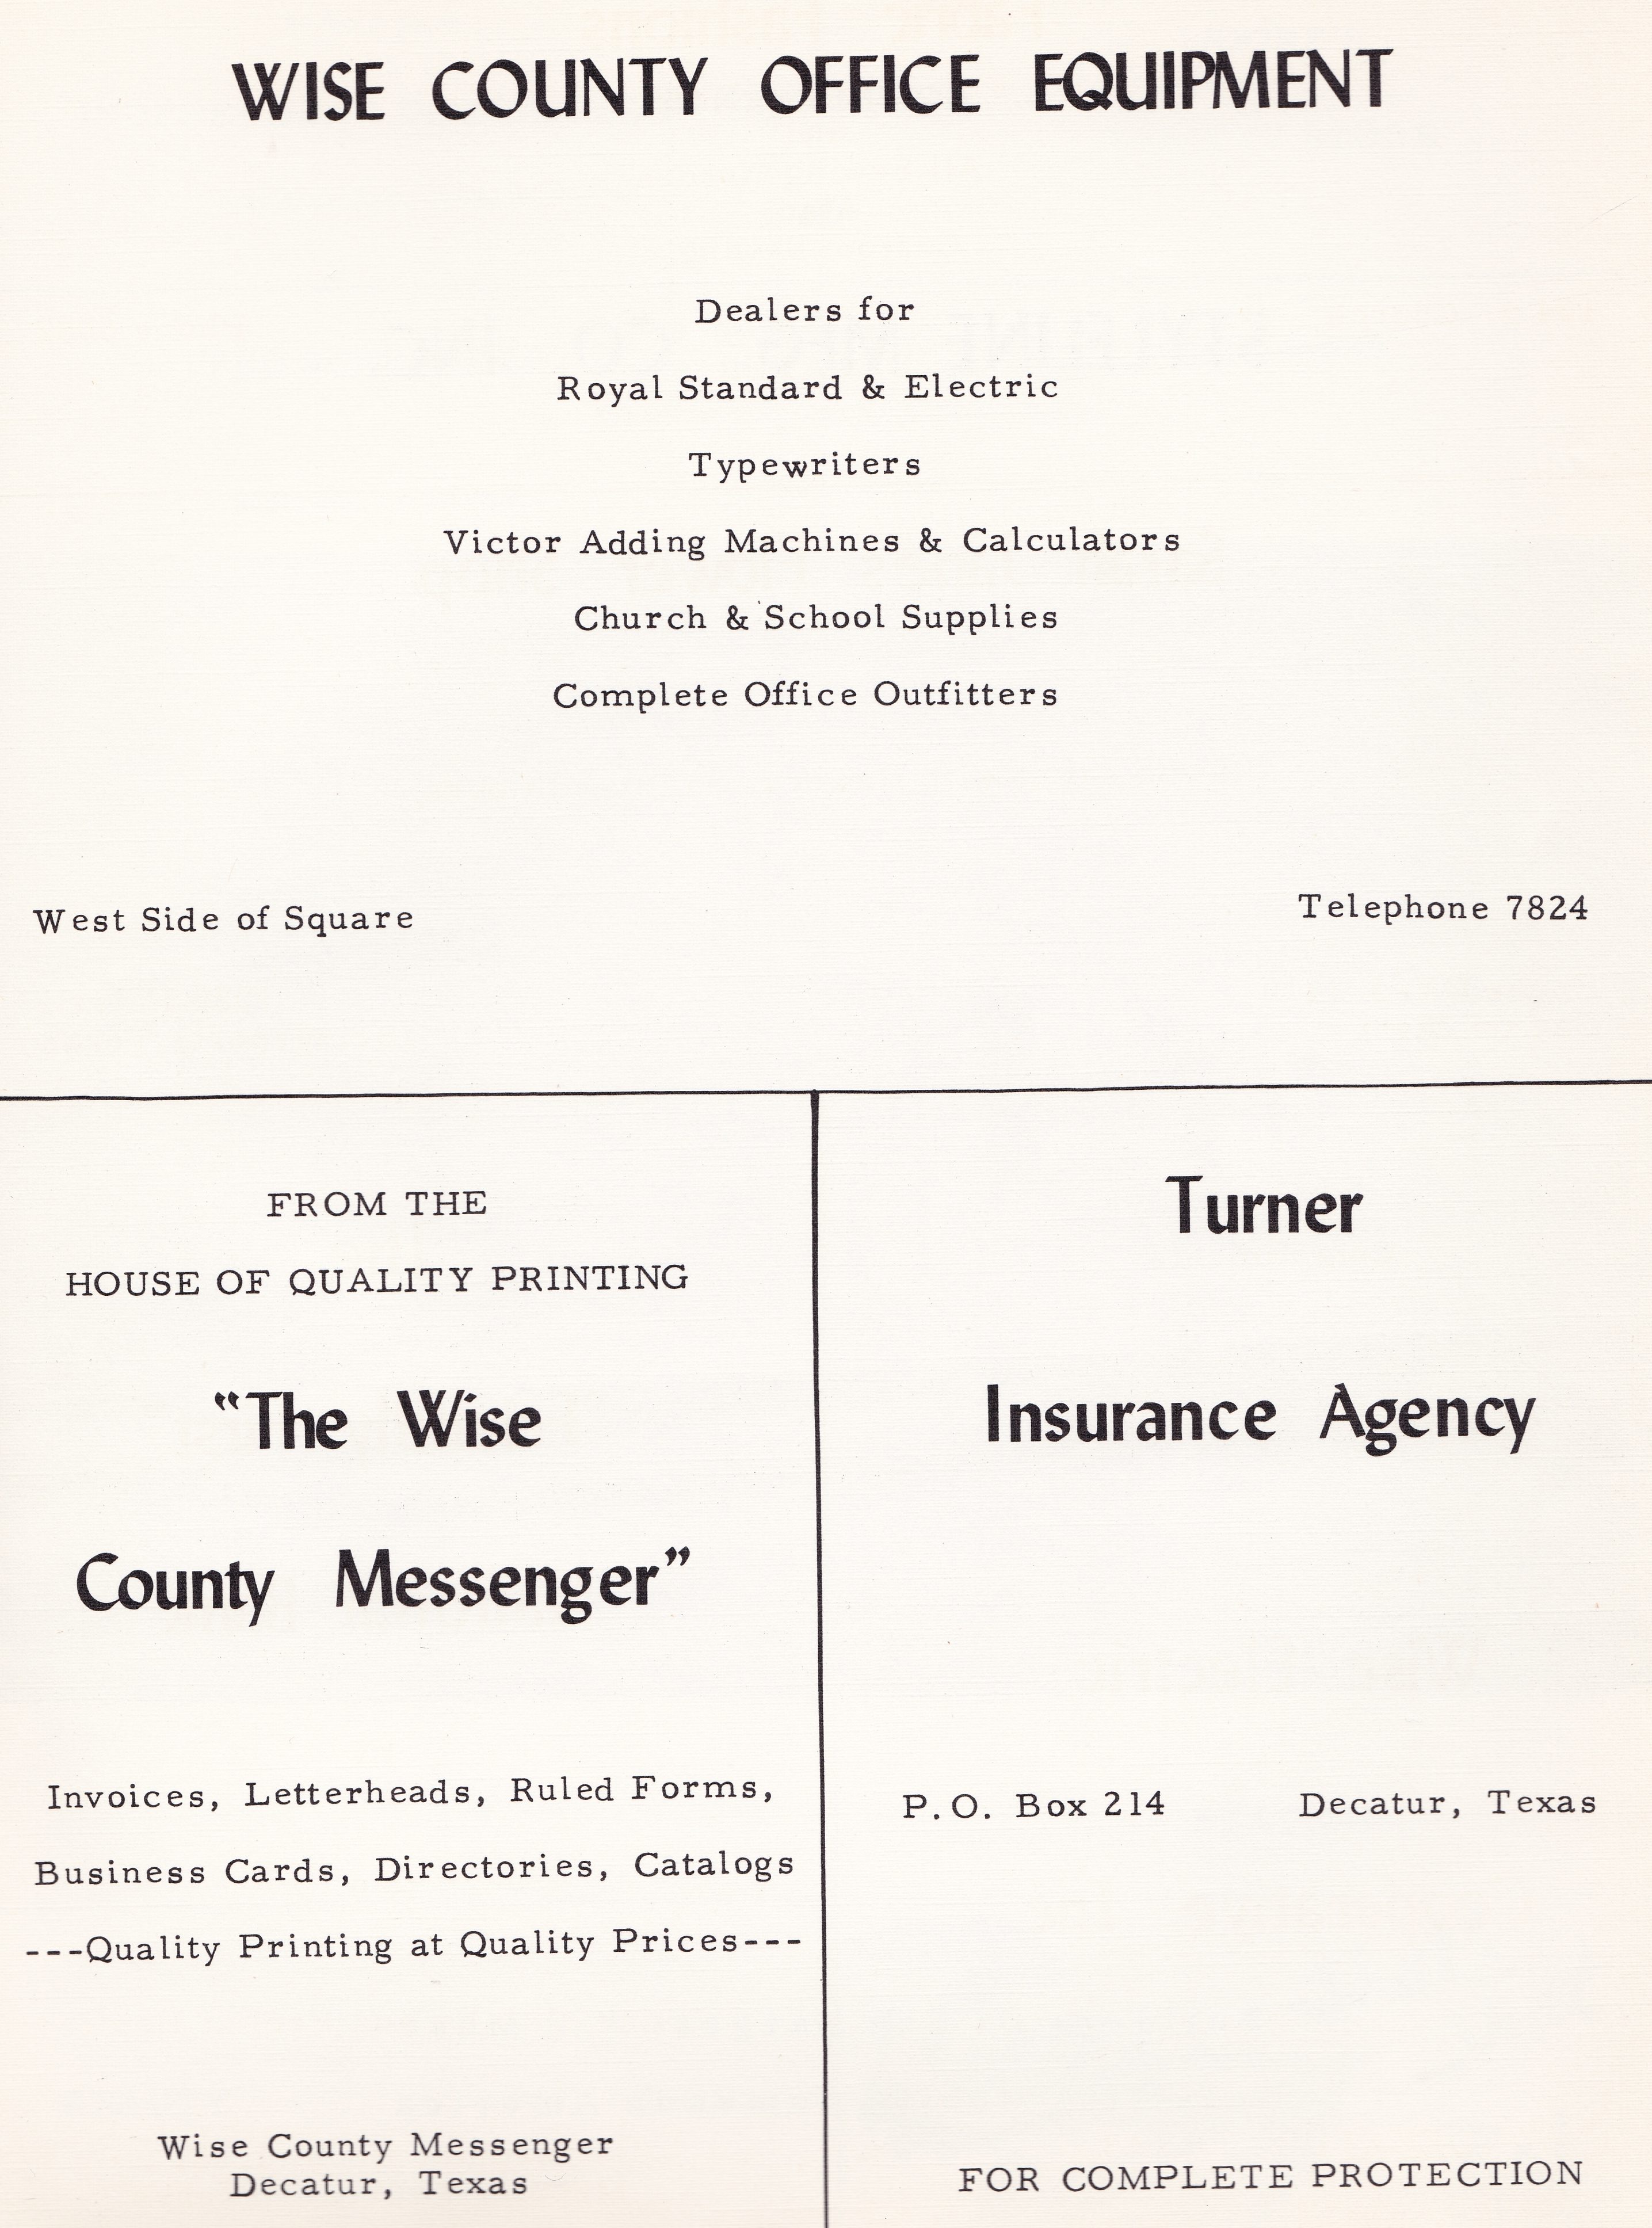 WISE COUNTY OFFICE EQUIPMENT
Dealers for
Royal Standard & Electric
Typewriters
Victor Adding Machines & Calculators
Church & School Supplies
Complete Office Outfitters
West Side of Square
Telephone 7824
FROM THE
HOUSE OF QUALITY PRINTING
“The Wise
County Messenger”
Invoices, Letterheads, Ruled Forms,
Business Cards, Directories, Catalogs
---Quality Printing at Quality Prices---
Wise County Messenger
Decatur, Texas
Turner
Insurance Agency
P.O. Box 214 Decatur, Texas
FOR COMPLETE PROTECTION